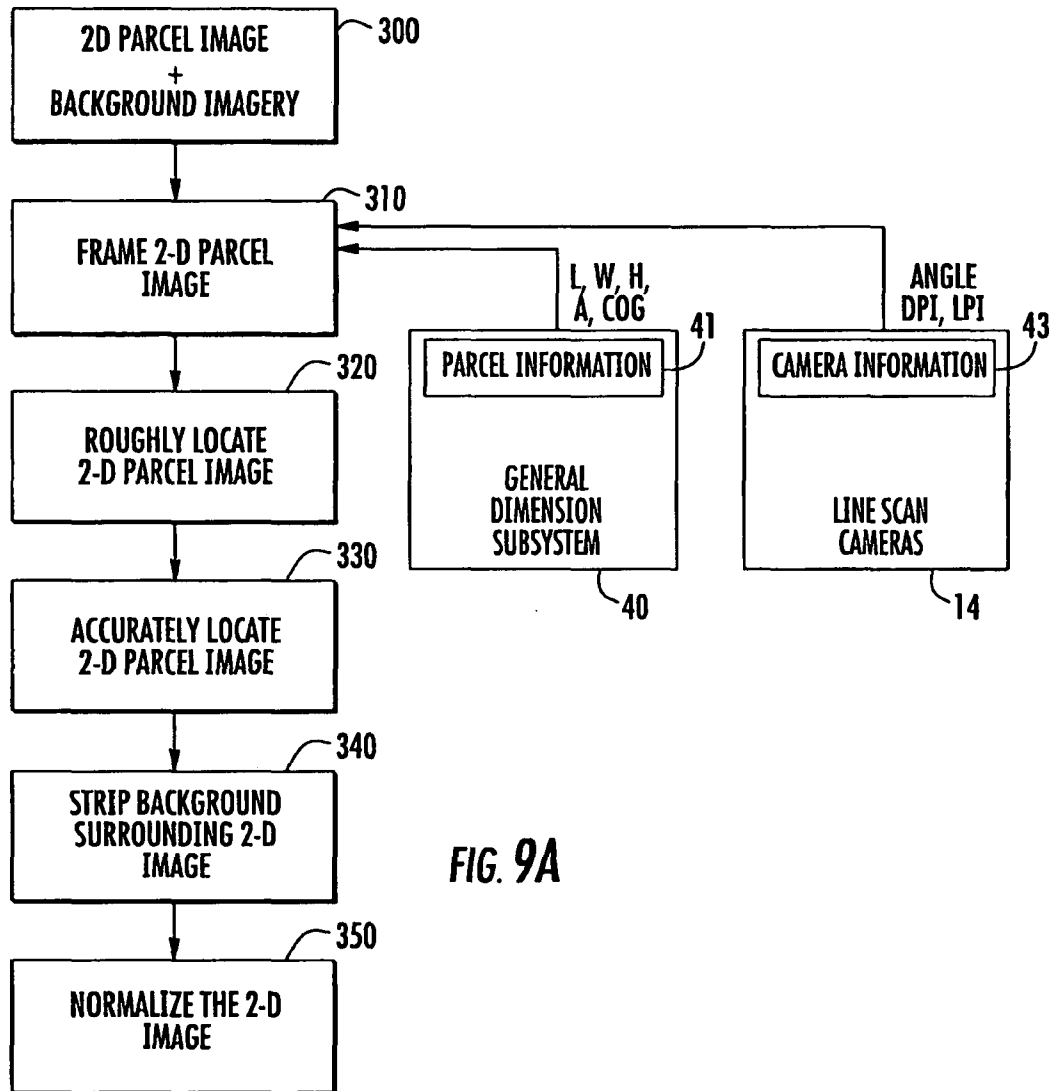 2D PARCEL IMAGE
+
BACKGROUND IMAGERY
300
FRAME 2-D PARCEL
IMAGE
310
L, W, H,
A, COG
ANGLE
DPI, LPI
PARCEL INFORMATION
41
GENERAL
DIMENSION
SUBSYSTEM
40
CAMERA INFORMATION
43
LINE SCAN
CAMERAS
14
ROUGHLY LOCATE
2-D PARCEL IMAGE
320
ACCURATELY LOCATE
2-D PARCEL IMAGE
330
STRIP BACKGROUND
SURROUNDING 2-D
IMAGE
340
NORMALIZE THE 2-D
IMAGE
350
FIG. 9A